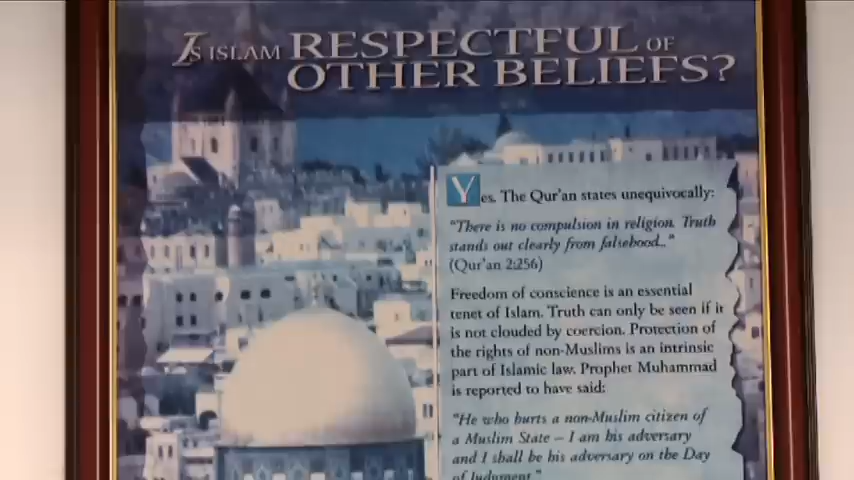 Is ISLAM RESPECTFUL OF
OTHER BELIEFS?
Yes. The Qur'an states unequivocally:
"There is no compulsion in religion. Truth
stands out clearly from falsehood.."
(Qur'an 2:256)
Freedom of conscience is an essential
tenet of Islam. Truth can only be seen if it
is not clouded by coercion. Protection of
the rights of non-Muslims is an intrinsic
part of Islamic law. Prophet Muhammad
is reported to have said:
"He who hurts a non-Muslim citizen of
a Muslim State – I am his adversary
and I shall be his adversary on the Day
of Judgment."